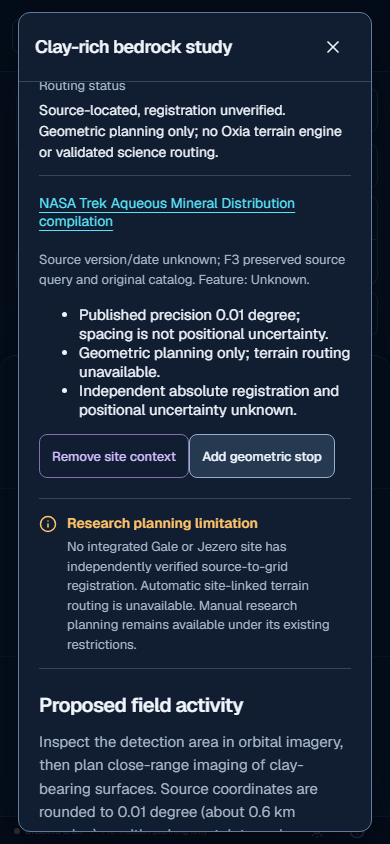 Clay-rich bedrock study
Routing status
Source-located, registration unverified.
Geometric planning only; no Oxia terrain engine
or validated science routing.
NASA Trek Aqueous Mineral Distribution
compilation
Source version/date unknown; F3 preserved source
query and original catalog. Feature: Unknown.
• Published precision 0.01 degree;
spacing is not positional uncertainty.
• Geometric planning only; terrain routing
unavailable.
• Independent absolute registration and
positional uncertainty unknown.
Remove site context
Add geometric stop
Research planning limitation
No integrated Gale or Jezero site has
independently verified source-to-grid
registration. Automatic site-linked terrain
routing is unavailable. Manual research
planning remains available under its existing
restrictions.
Proposed field activity
Inspect the detection area in orbital imagery,
then plan close-range imaging of clay-
bearing surfaces. Source coordinates are
rounded to 0.01 degree (about 0.6 km